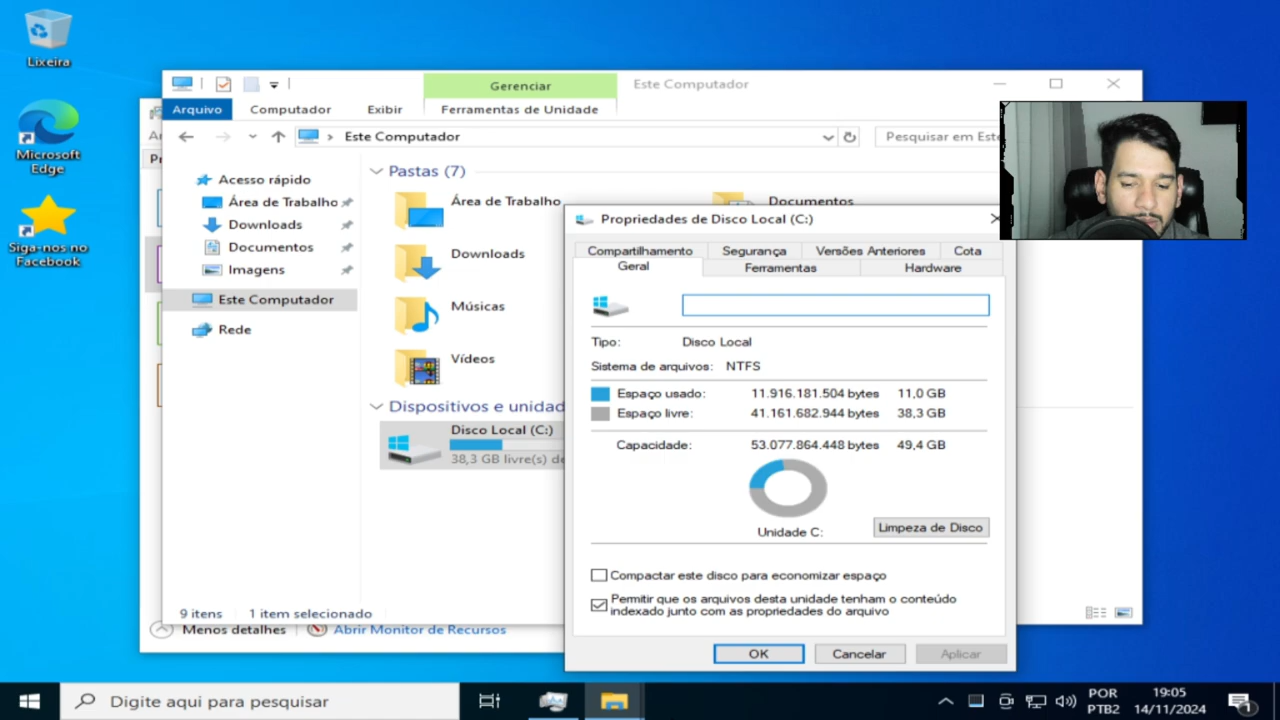 Lixeira
Microsoft
Edge
Siga-nos no
Facebook
Gerenciar
Este Computador
Arquivo
Computador
Exibir
Ferramentas de Unidade
Este Computador
Pesquisar em Este
Acesso rápido
Área de Trabalho
Downloads
Documentos
Imagens
Este Computador
Rede
Pastas (7)
Área de Trabalho
Documentos
Downloads
Músicas
Vídeos
Dispositivos e unidad
Disco Local (C:)
38,3 GB livre(s) de
9 itens
1 item selecionado
Menos detalhes
Abrir Monitor de Recursos
Propriedades de Disco Local (C:)
Compartilhamento
Segurança
Versões Anteriores
Cota
Geral
Ferramentas
Hardware
Tipo: Disco Local
Sistema de arquivos: NTFS
Espaço usado: 11.916.181.504 bytes 11,0 GB
Espaço livre: 41.161.682.944 bytes 38,3 GB
Capacidade: 53.077.864.448 bytes 49,4 GB
Unidade C:
Limpeza de Disco
Compactar este disco para economizar espaço
Permitir que os arquivos desta unidade tenham o conteúdo
indexado junto com as propriedades do arquivo
OK
Cancelar
Aplicar
Digite aqui para pesquisar
POR
PTB2
19:05
14/11/2024
1